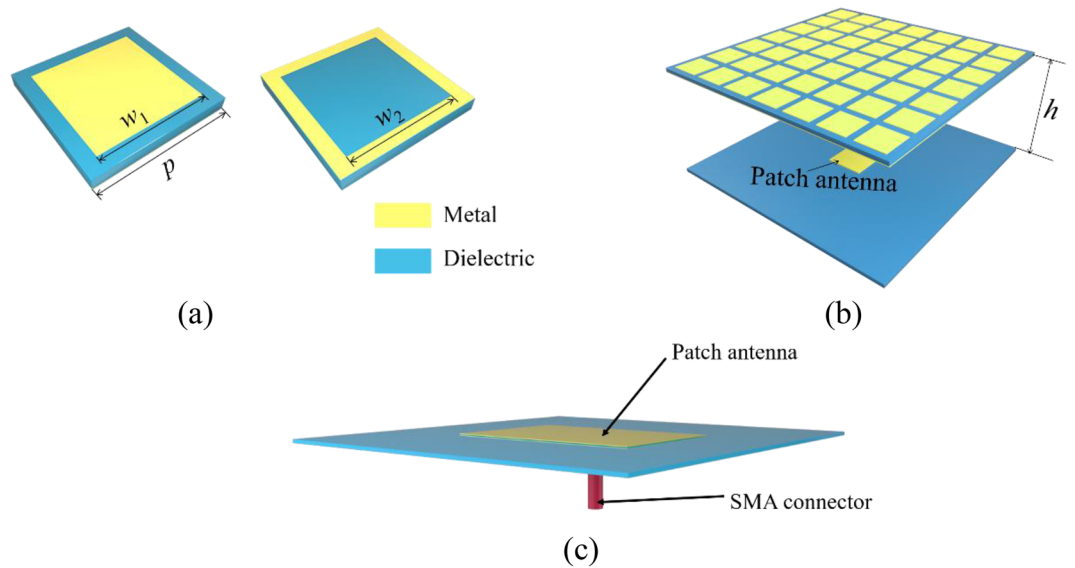 w1
p
w2
Metal
Dielectric
(a)
h
Patch antenna
(b)
Patch antenna
SMA connector
(c)